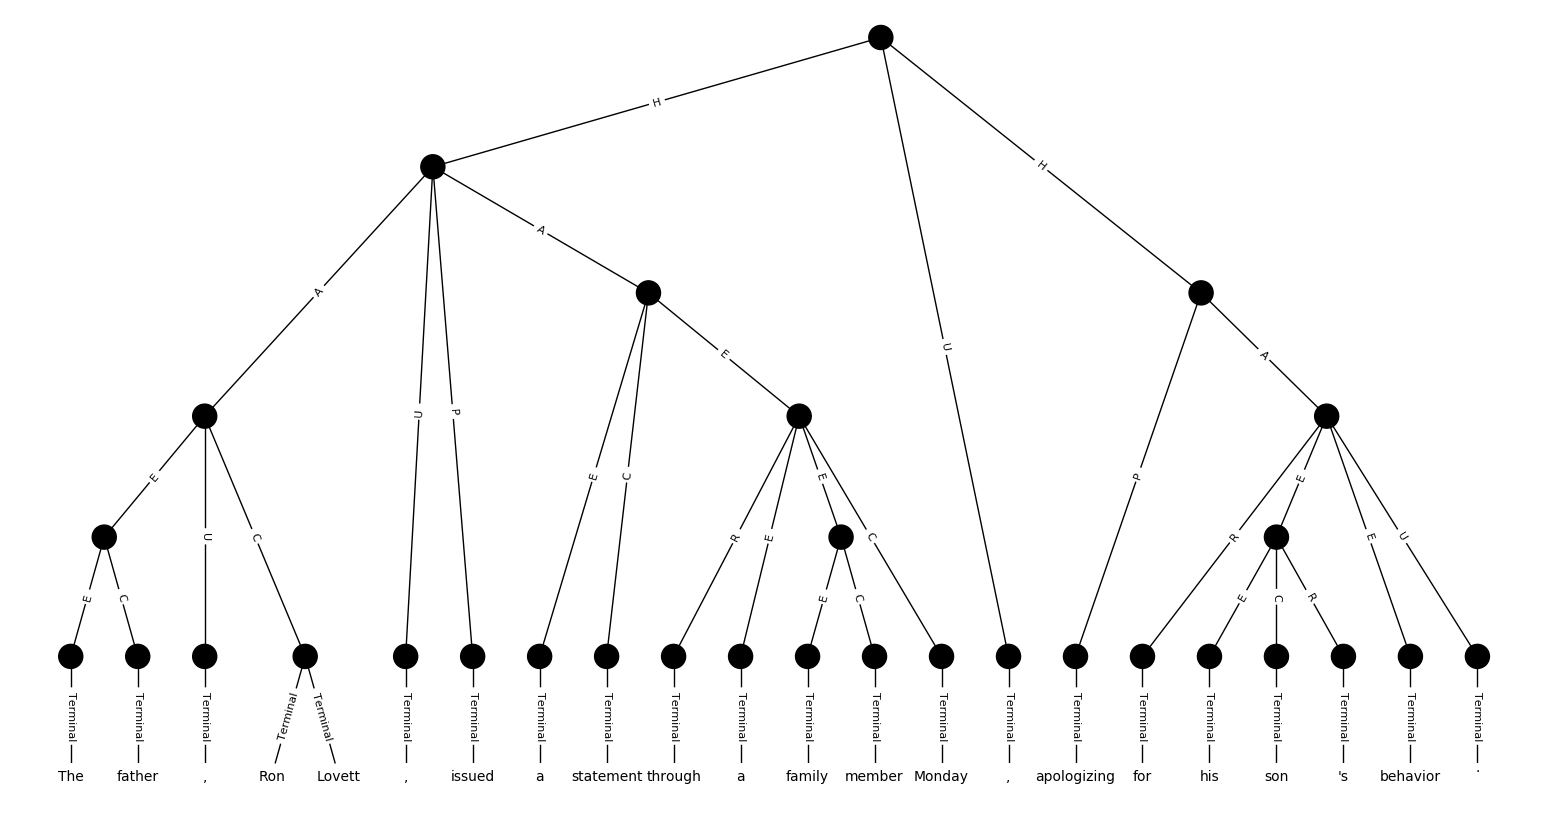 H
H
A
A
E
U
P
U
E
E
C
P
A
E
U
C
R
E
E
C
R
E
E
U
E
C
E
C
E
C
R
Terminal Terminal Terminal Terminal Terminal Terminal Terminal Terminal Terminal Terminal Terminal Terminal Terminal Terminal Terminal Terminal Terminal Terminal Terminal Terminal Terminal Terminal
The father , Ron Lovett , issued a statement through a family member Monday , apologizing for his son 's behavior .